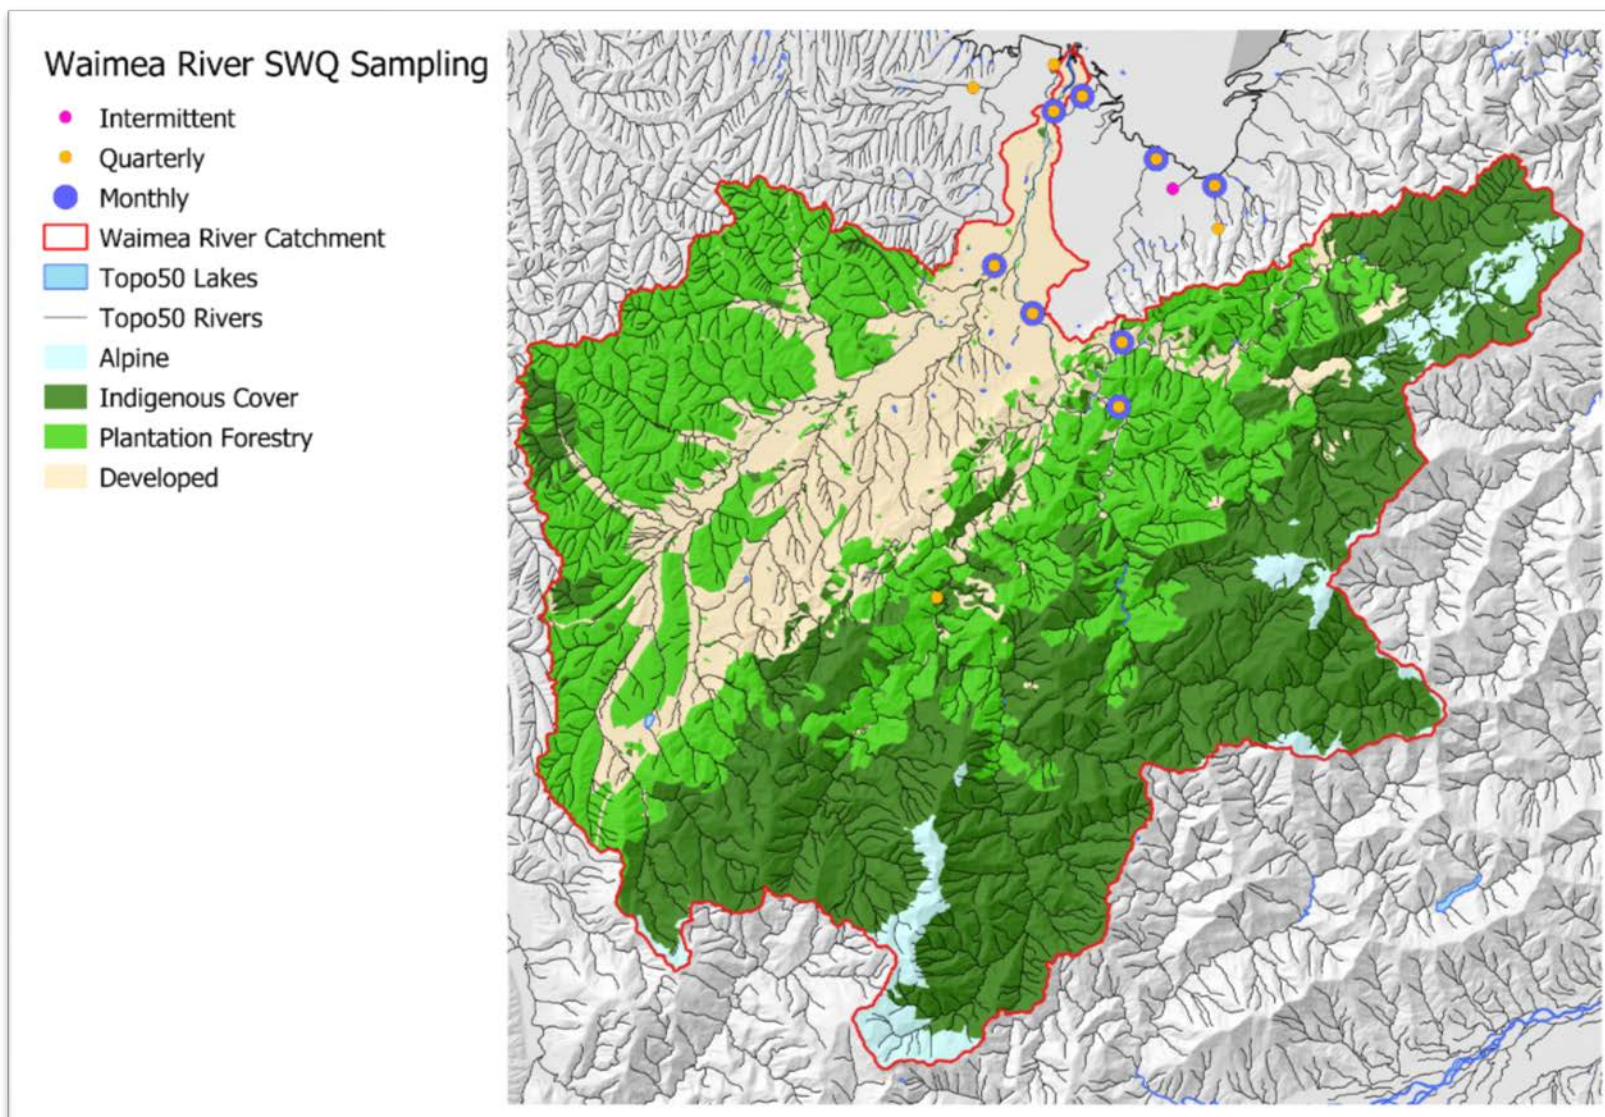 Waimea River SWQ Sampling
Intermittent
Quarterly
Monthly
Waimea River Catchment
Topo50 Lakes
Topo50 Rivers
Alpine
Indigenous Cover
Plantation Forestry
Developed